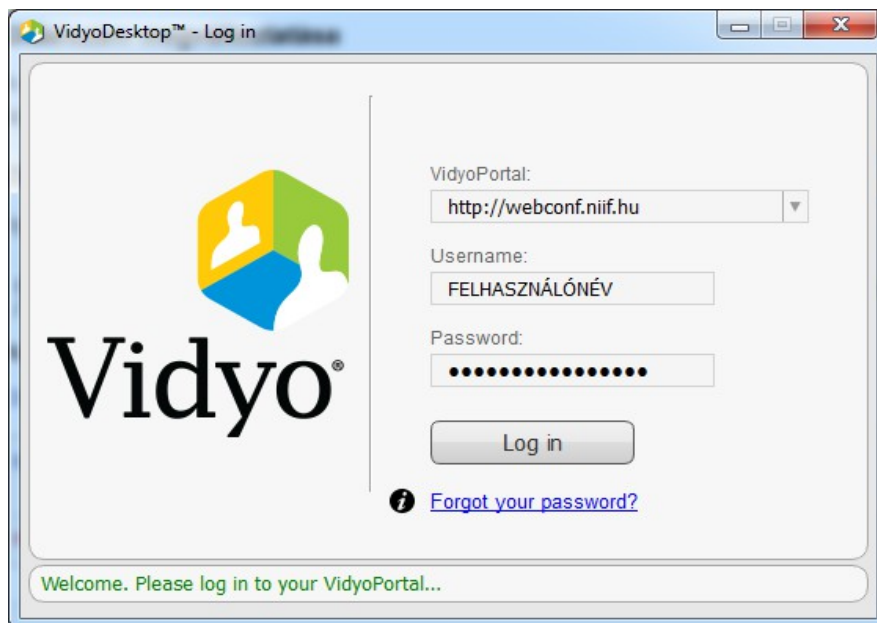 VidyoDesktop™ - Log in
VidyoPortal:
http://webconf.niif.hu
Username:
FELHASZNÁLÓNÉV
Password:
••••••••••••••••
Vidyo®
Log in
i Forgot your password?
Welcome. Please log in to your VidyoPortal...